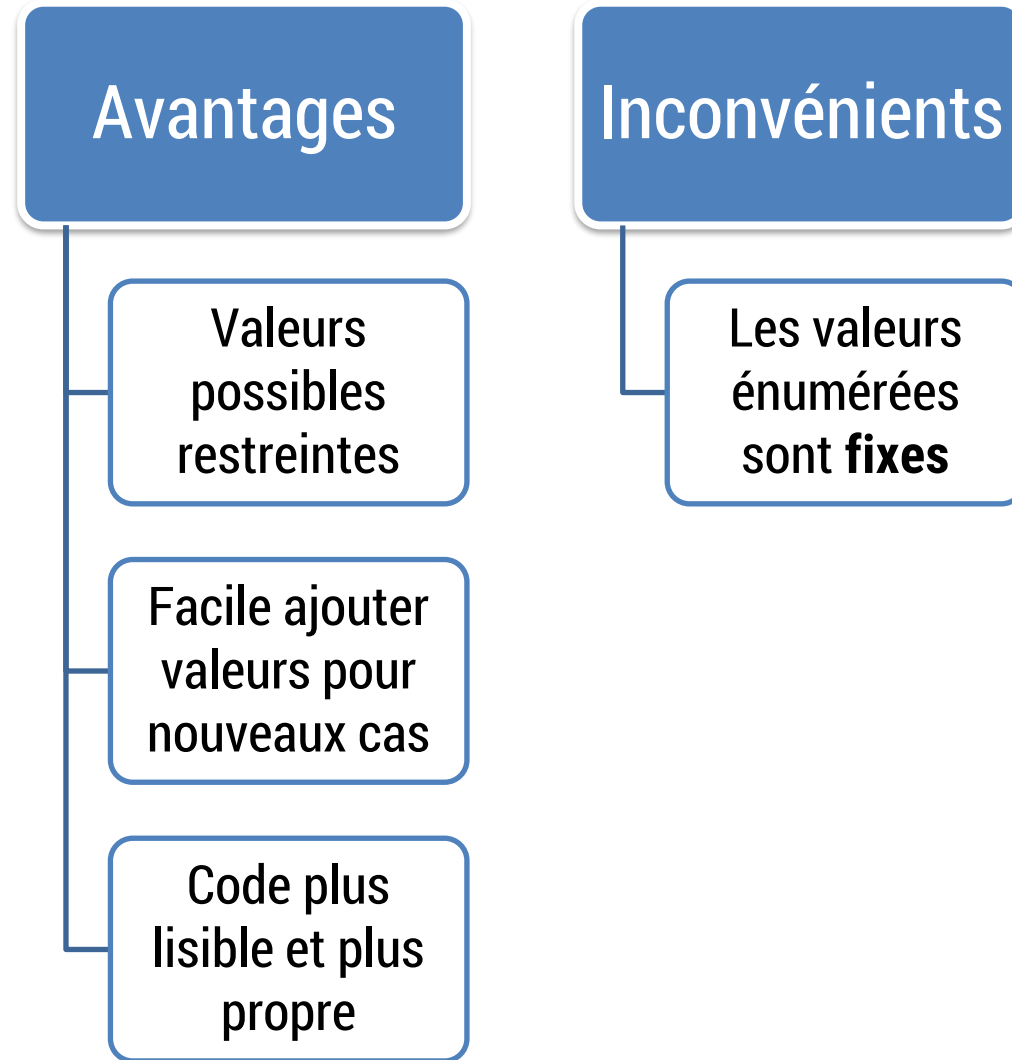 Avantages
Valeurs
possibles
restreintes
Facile ajouter
valeurs pour
nouveaux cas
Code plus
lisible et plus
propre
Inconvénients
Les valeurs
énumérées
sont fixes